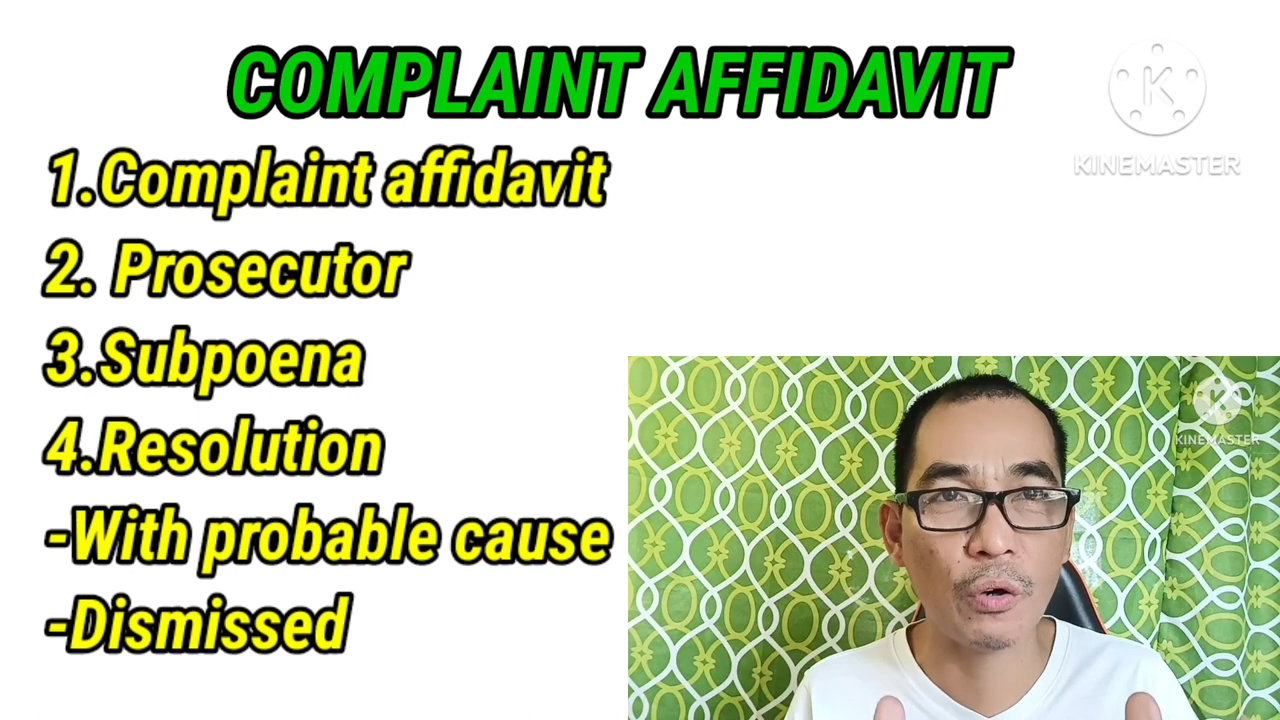 COMPLAINT AFFIDAVIT
K
KINEMASTER
1.Complaint affidavit
2. Prosecutor
3.Subpoena
4.Resolution
-With probable cause
-Dismissed
K
KINEMASTER